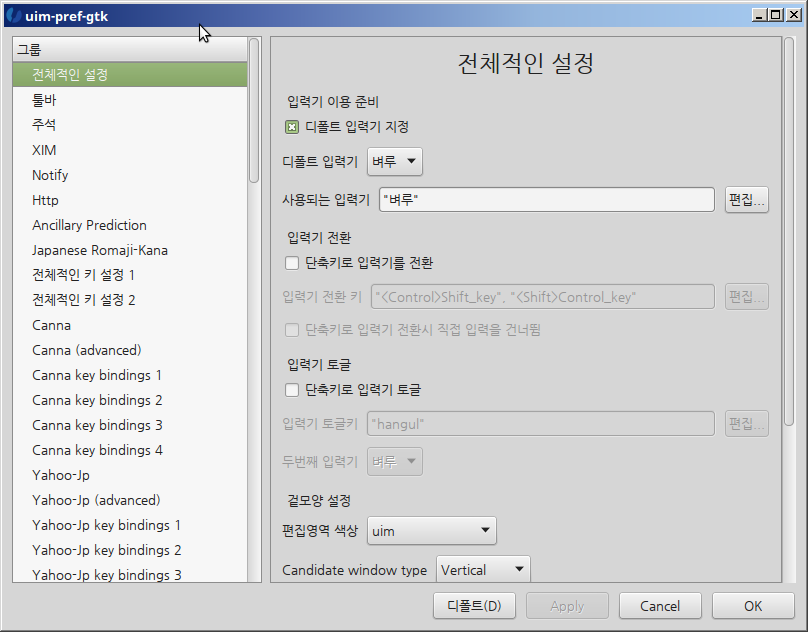 uim-pref-gtk
그룹
전체적인 설정
툴바
주석
XIM
Notify
Http
Ancillary Prediction
Japanese Romaji-Kana
전체적인 키 설정 1
전체적인 키 설정 2
Canna
Canna (advanced)
Canna key bindings 1
Canna key bindings 2
Canna key bindings 3
Canna key bindings 4
Yahoo-Jp
Yahoo-Jp (advanced)
Yahoo-Jp key bindings 1
Yahoo-Jp key bindings 2
Yahoo-Jp key bindings 3
전체적인 설정
입력기 이용 준비
디폴트 입력기 지정
디폴트 입력기 벼루
사용되는 입력기 "벼루" 편집...
입력기 전환
단축키로 입력기를 전환
입력기 전환 키 "<Control>Shift_key", "<Shift>Control_key" 편집...
단축키로 입력기 전환시 직접 입력을 건너뜀
입력기 토글
단축키로 입력기 토글
입력기 토글키 "hangul" 편집...
두번째 입력기 벼루
겉모양 설정
편집영역 색상 uim
Candidate window type Vertical
디폴트(D) Apply Cancel OK